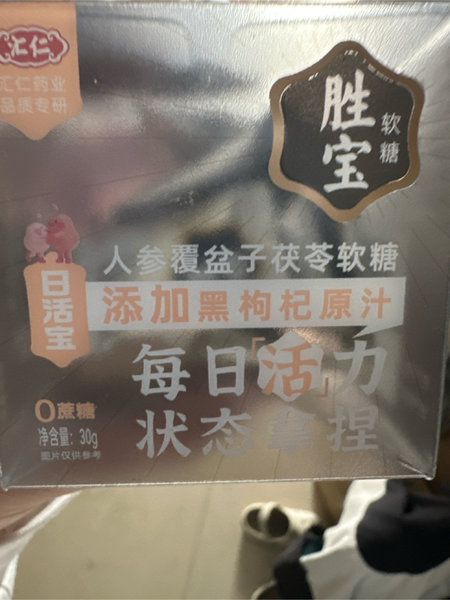 汇仁
汇仁药业
品质专研
胜宝
软糖
人参覆盆子茯苓软糖
日活宝
添加黑枸杞原汁
每日「活」力
状态拿捏
0蔗糖
净含量：30g
图片仅供参考